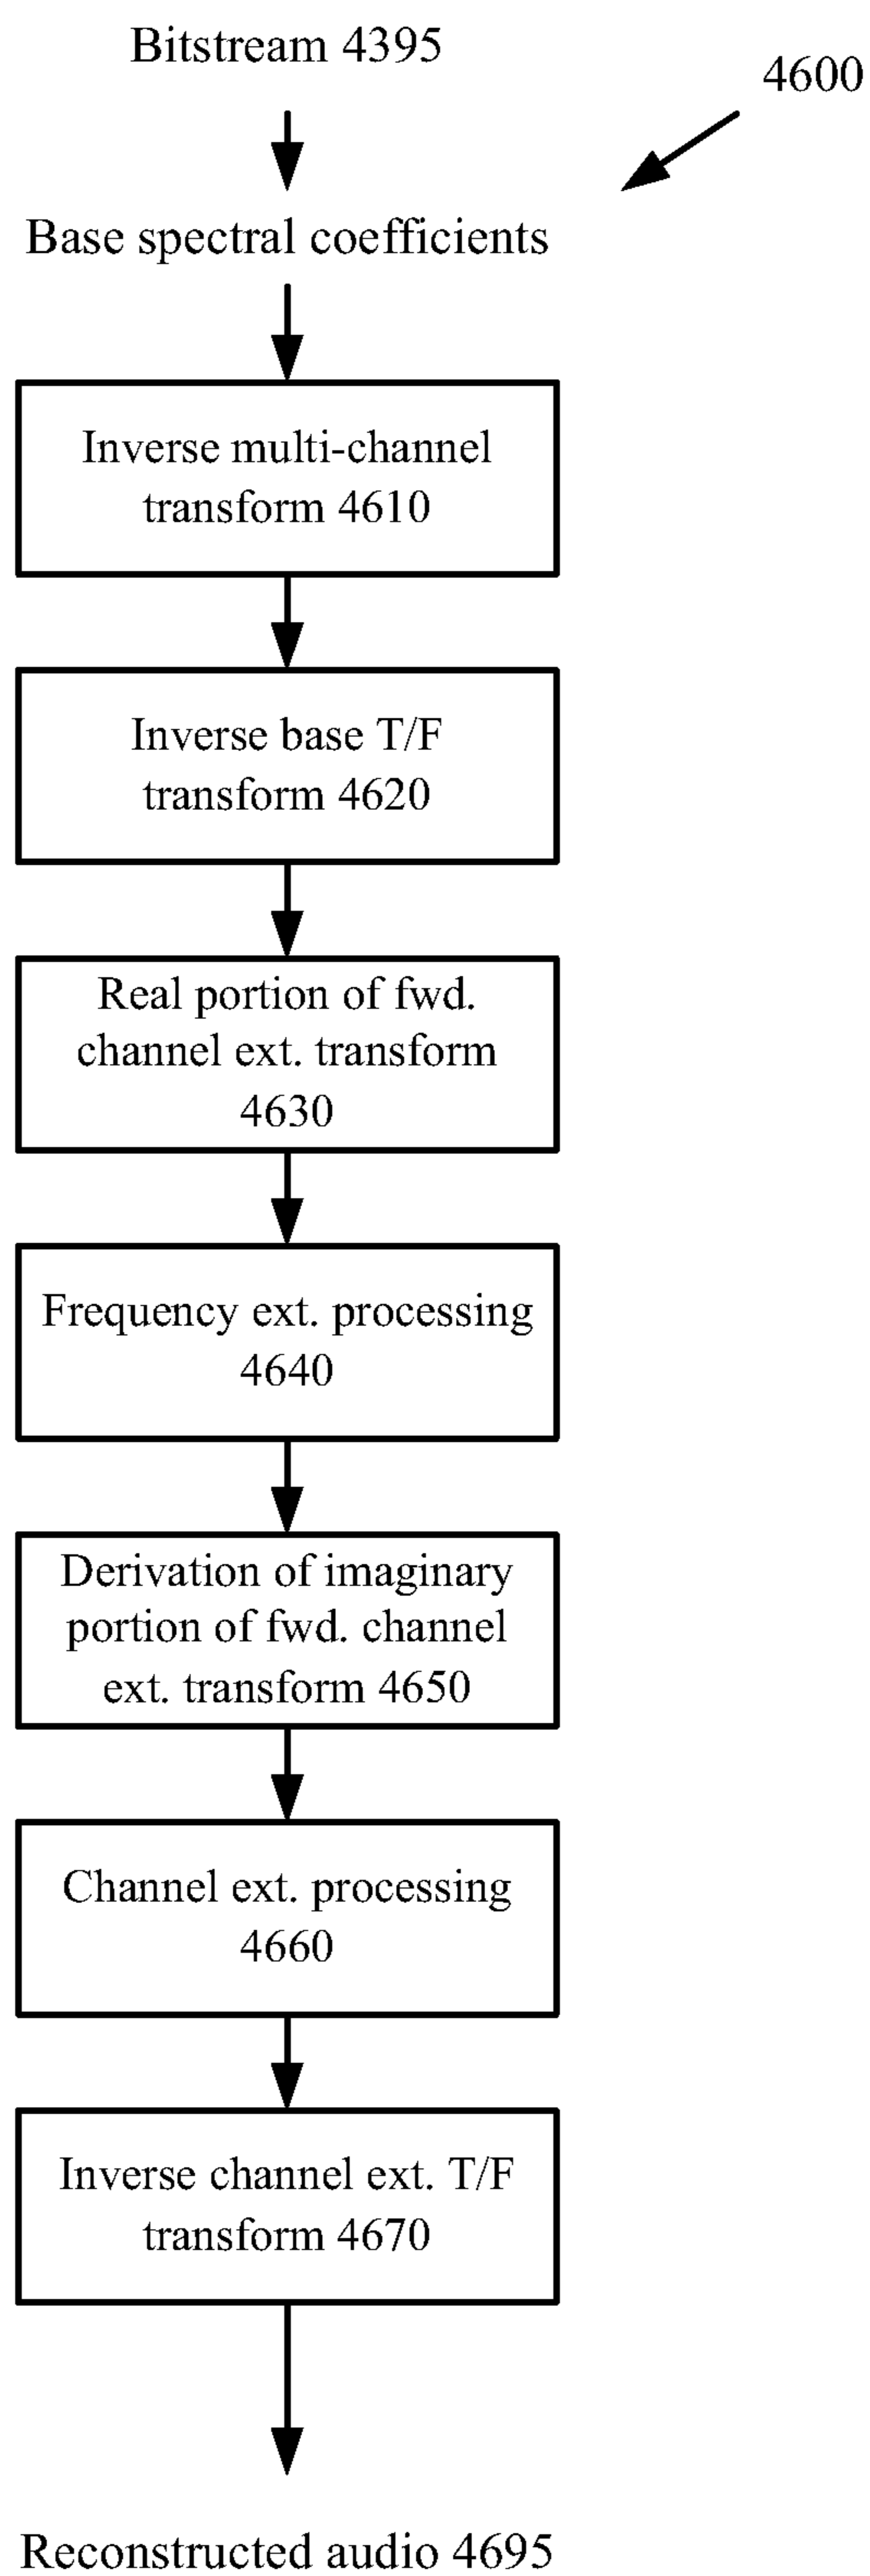 Bitstream 4395
4600
Base spectral coefficients
Inverse multi-channel
transform 4610
Inverse base T/F
transform 4620
Real portion of fwd.
channel ext. transform
4630
Frequency ext. processing
4640
Derivation of imaginary
portion of fwd. channel
ext. transform 4650
Channel ext. processing
4660
Inverse channel ext. T/F
transform 4670
Reconstructed audio 4695